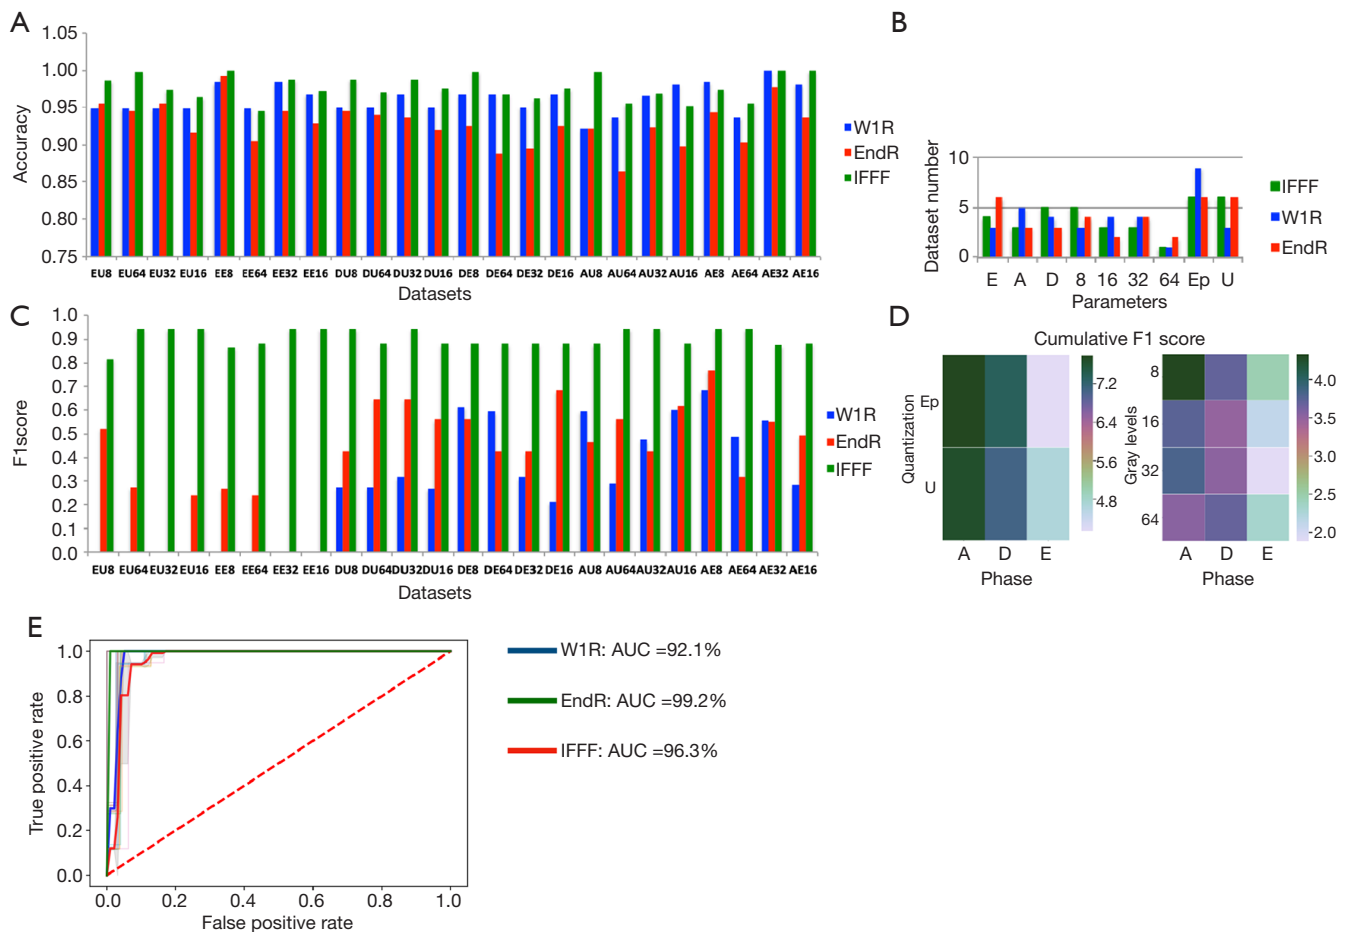 A
1.05
1.00
0.95
0.90
0.85
0.80
0.75
Accuracy
EU8 EU64 EU32 EU16 EE8 EE64 EE32 EE16 DU8 DU64 DU32 DU16 DE8 DE64 DE32 DE16 AU8 AU64 AU32 AU16 AE8 AE64 AE32 AE16
Datasets
W1R
EndR
IFFF
B
10
5
0
Dataset number
E A D 8 16 32 64 Ep U
Parameters
IFFF
W1R
EndR
C
1.0
0.9
0.8
0.7
0.6
0.5
0.4
0.3
0.2
0.1
0.0
F1score
EU8 EU64 EU32 EU16 EE8 EE64 EE32 EE16 DU8 DU64 DU32 DU16 DE8 DE64 DE32 DE16 AU8 AU64 AU32 AU16 AE8 AE64 AE32 AE16
Datasets
W1R
EndR
IFFF
D
Cumulative F1 score
Quantization
Ep
U
A D E
Phase
7.2
6.4
5.6
4.8
Gray levels
8
16
32
64
A D E
Phase
4.0
3.5
3.0
2.5
2.0
E
1.0
0.8
0.6
0.4
0.2
0.0
True positive rate
0.0 0.2 0.4 0.6 0.8 1.0
False positive rate
W1R: AUC =92.1%
EndR: AUC =99.2%
IFFF: AUC =96.3%